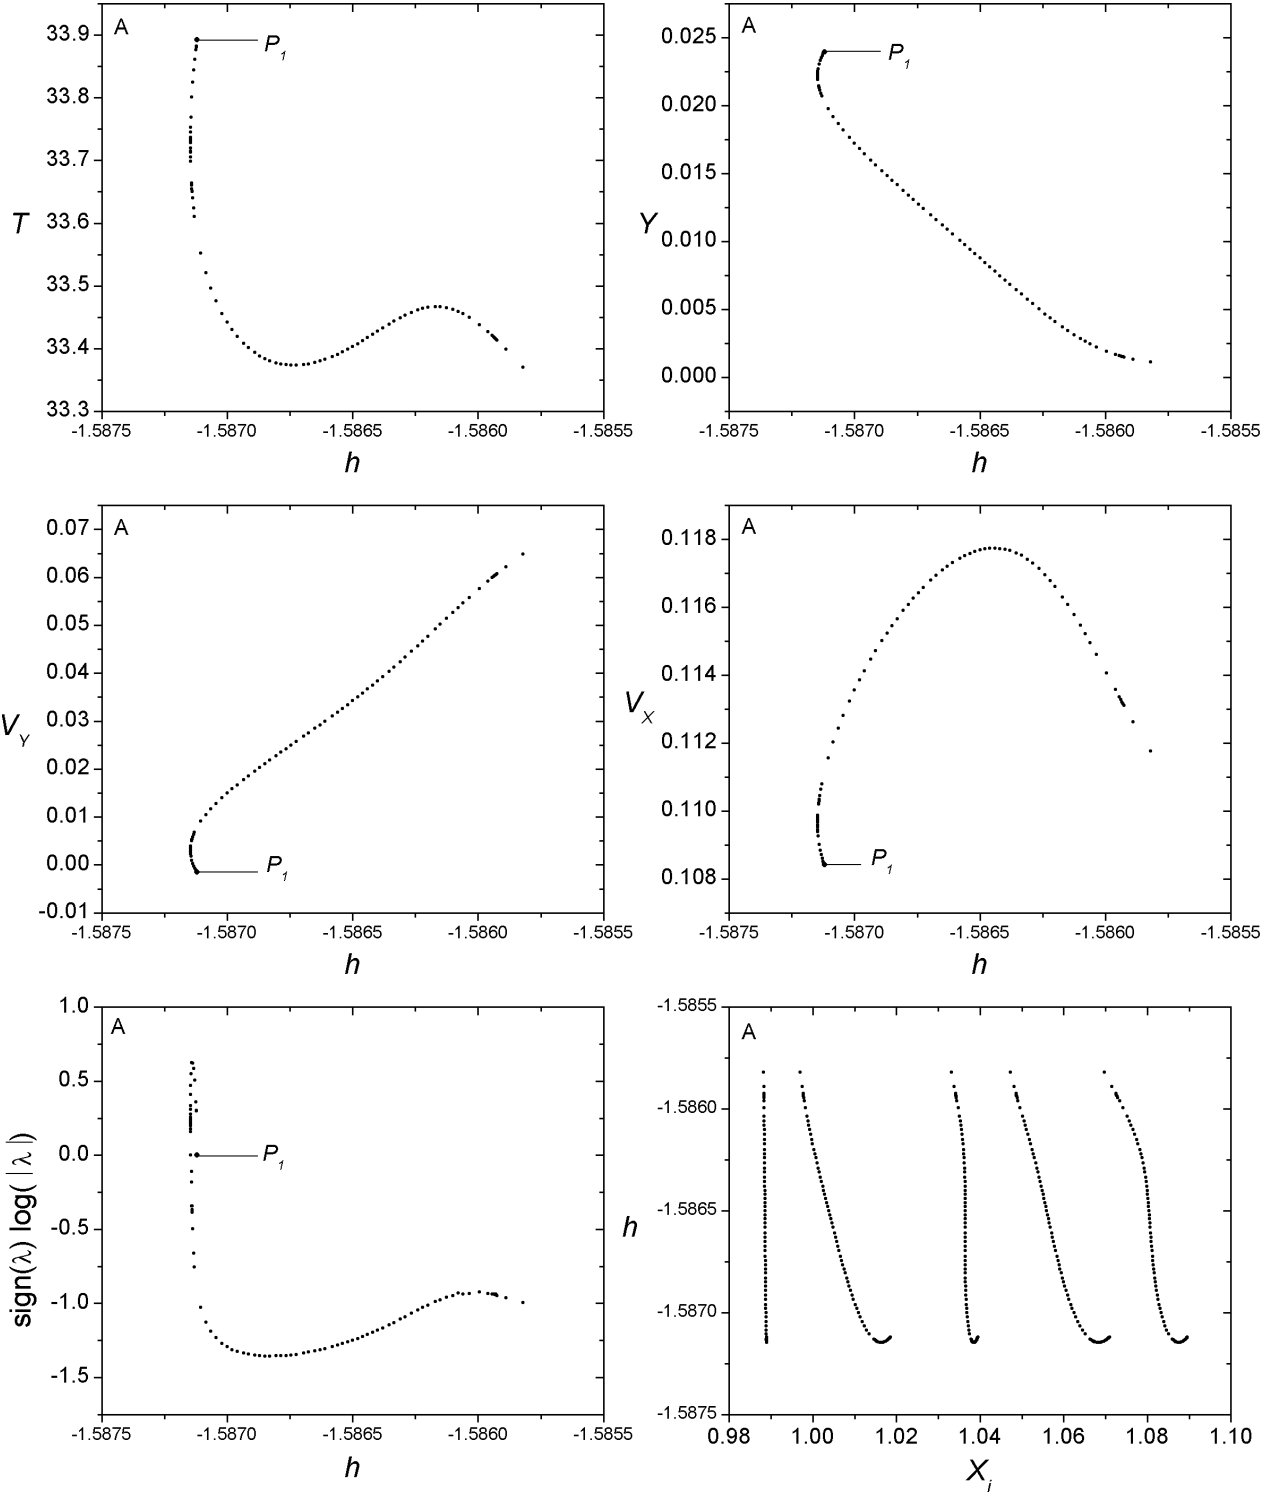 A
P1
T
33.9
33.8
33.7
33.6
33.5
33.4
33.3
-1.5875 -1.5870 -1.5865 -1.5860 -1.5855
h
A
P1
Y
0.025
0.020
0.015
0.010
0.005
0.000
-1.5875 -1.5870 -1.5865 -1.5860 -1.5855
h
A
P1
VY
0.07
0.06
0.05
0.04
0.03
0.02
0.01
0.00
-0.01
-1.5875 -1.5870 -1.5865 -1.5860 -1.5855
h
A
P1
VX
0.118
0.116
0.114
0.112
0.110
0.108
-1.5875 -1.5870 -1.5865 -1.5860 -1.5855
h
A
P1
sign(λ) log(|λ|)
1.0
0.5
0.0
-0.5
-1.0
-1.5
-1.5875 -1.5870 -1.5865 -1.5860 -1.5855
h
A
h
-1.5855
-1.5860
-1.5865
-1.5870
-1.5875
0.98 1.00 1.02 1.04 1.06 1.08 1.10
Xi